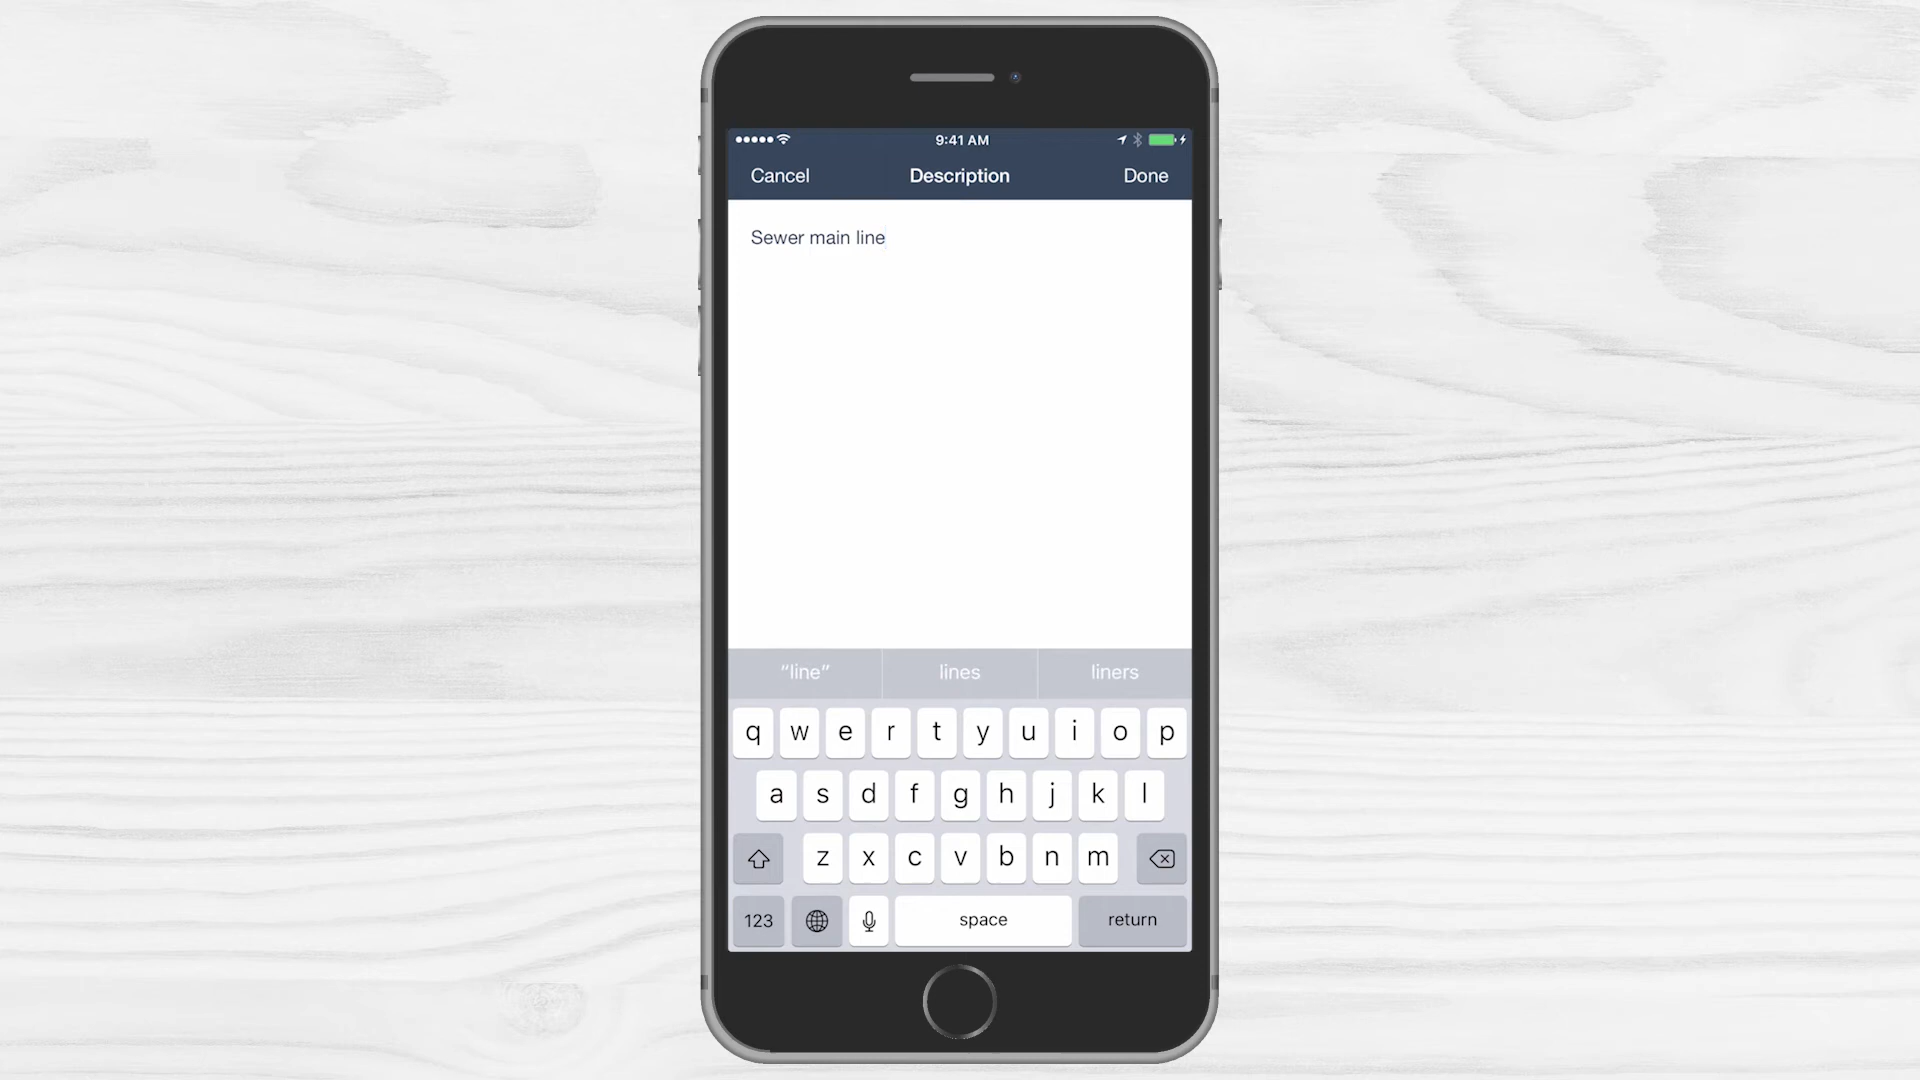 9:41 AM
Cancel Description Done
Sewer main line
“line” lines liners
q w e r t y u i o p
a s d f g h j k l
z x c v b n m
123 space return